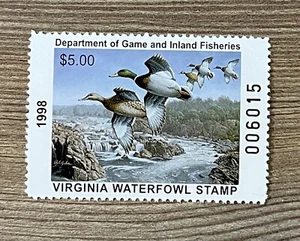 Department of Game and Inland Fisheries
$5.00
1998
006015
VIRGINIA WATERFOWL STAMP